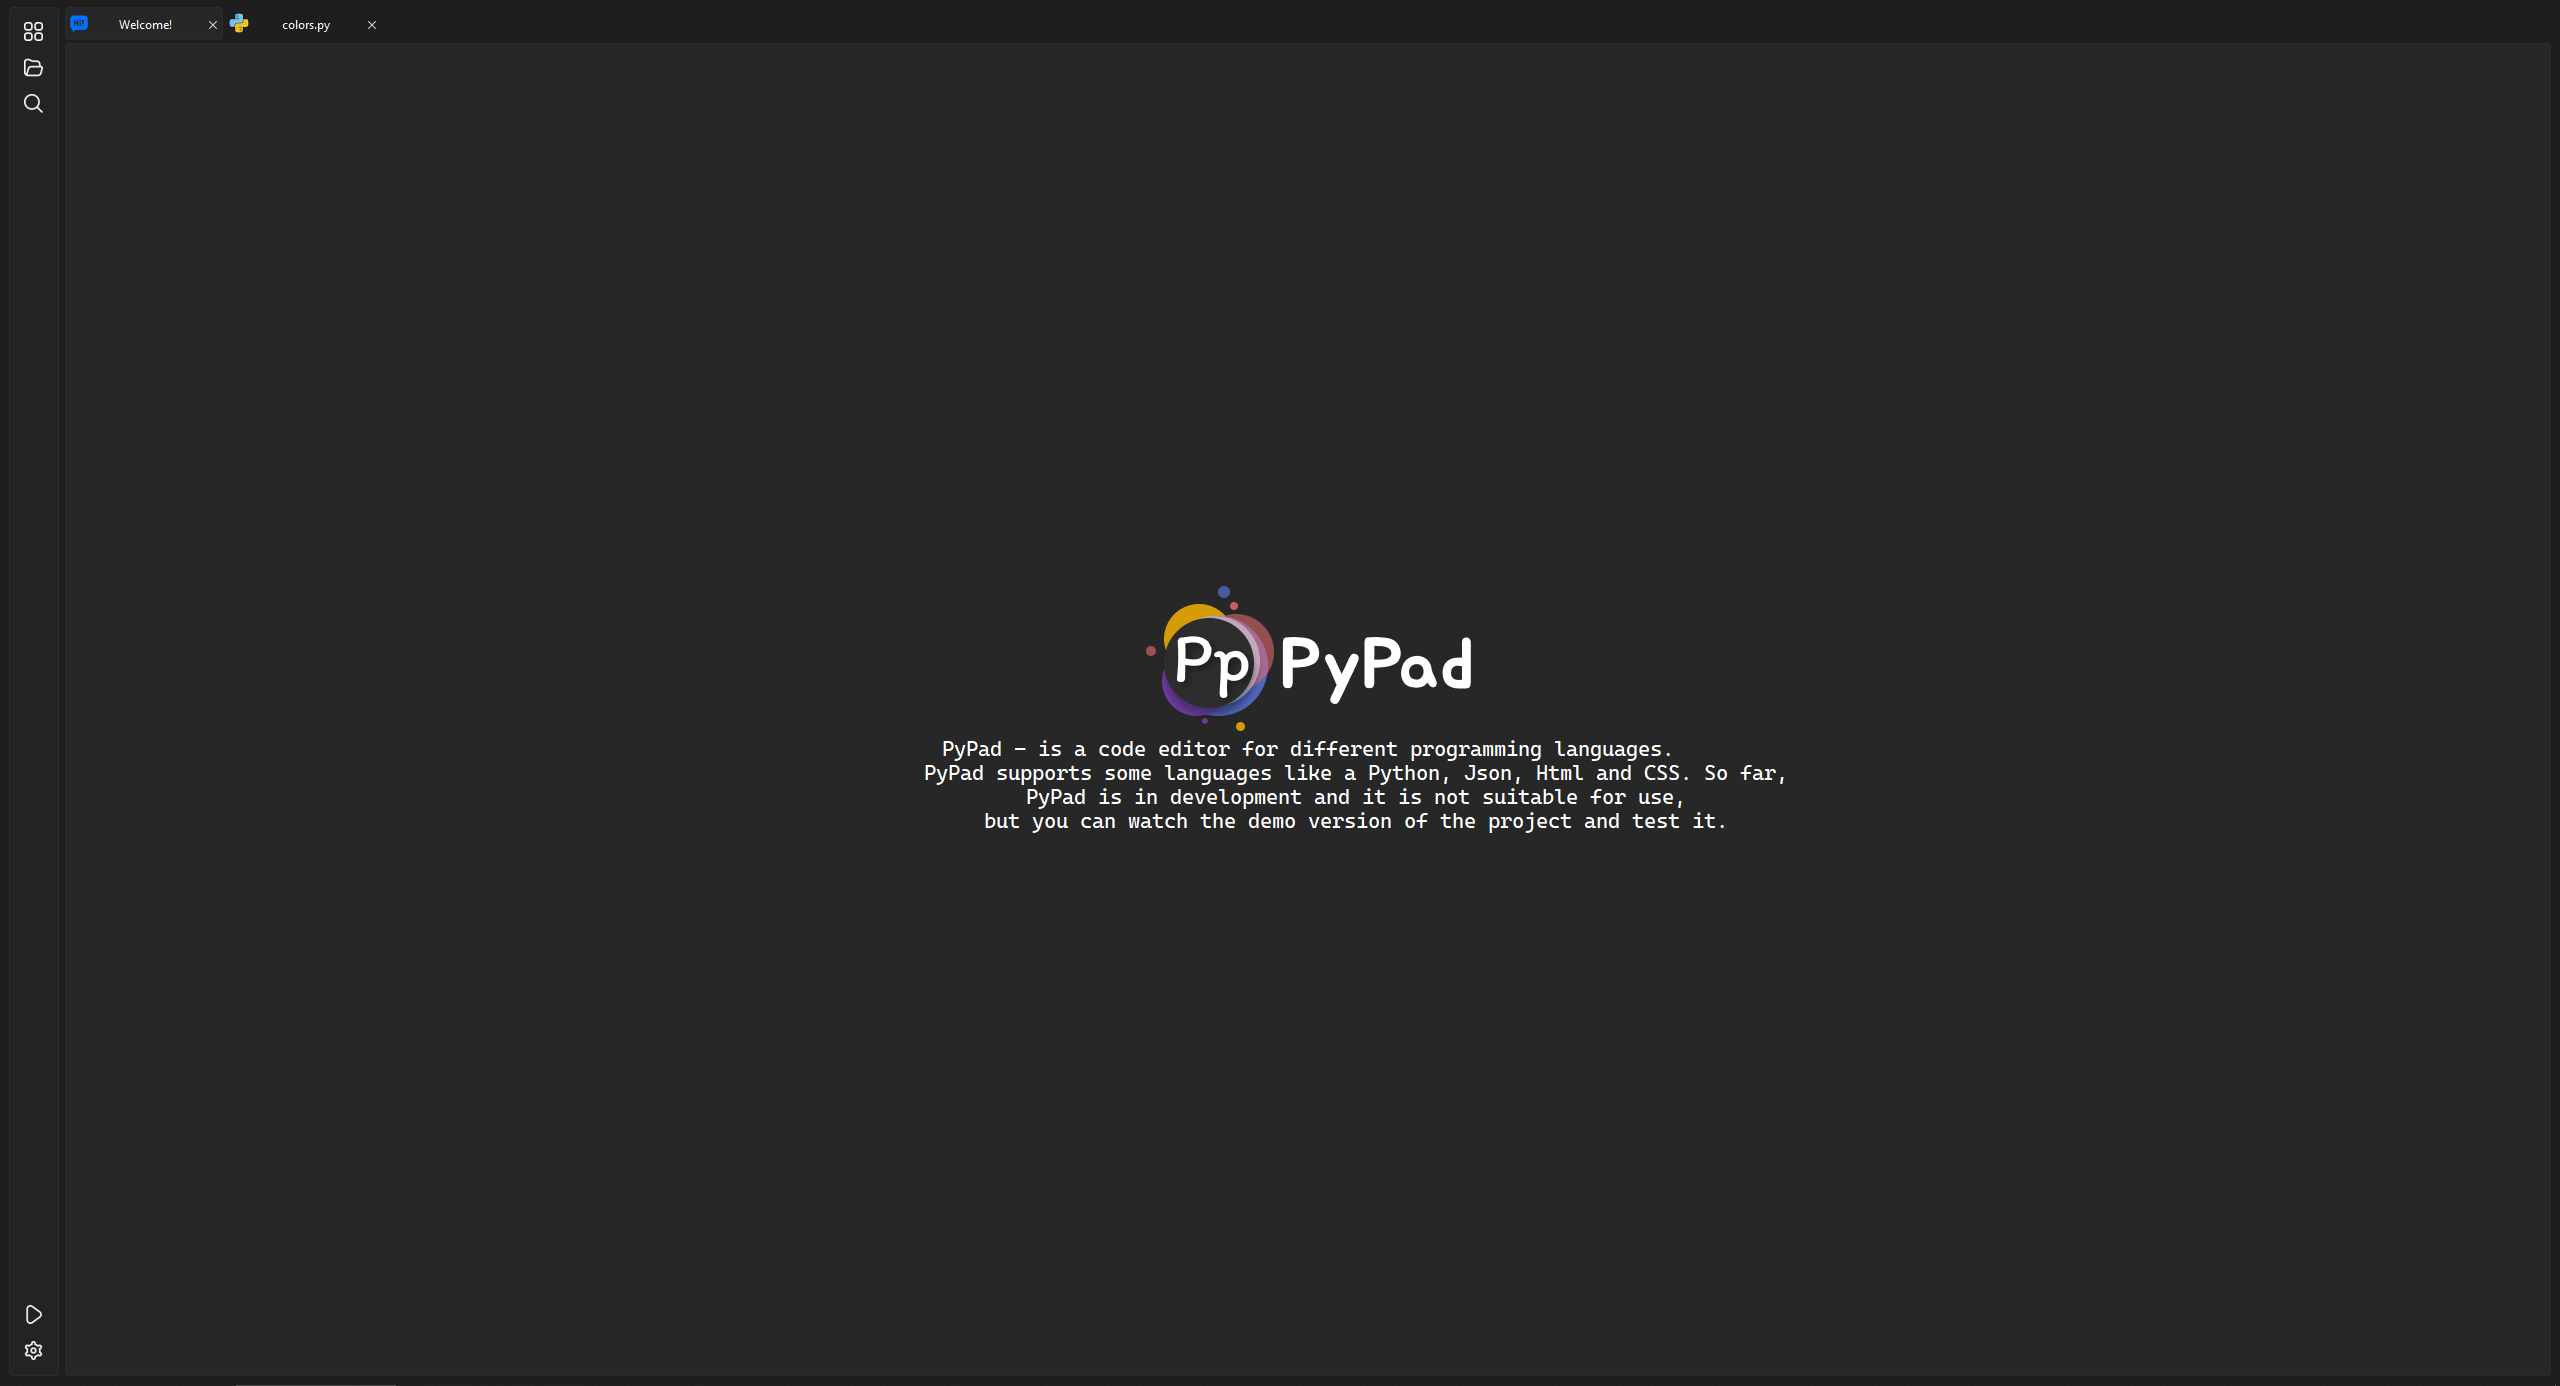 Hi!
Welcome!
colors.py
Pp PyPad
PyPad - is a code editor for different programming languages.
PyPad supports some languages like a Python, Json, Html and CSS. So far,
PyPad is in development and it is not suitable for use,
but you can watch the demo version of the project and test it.